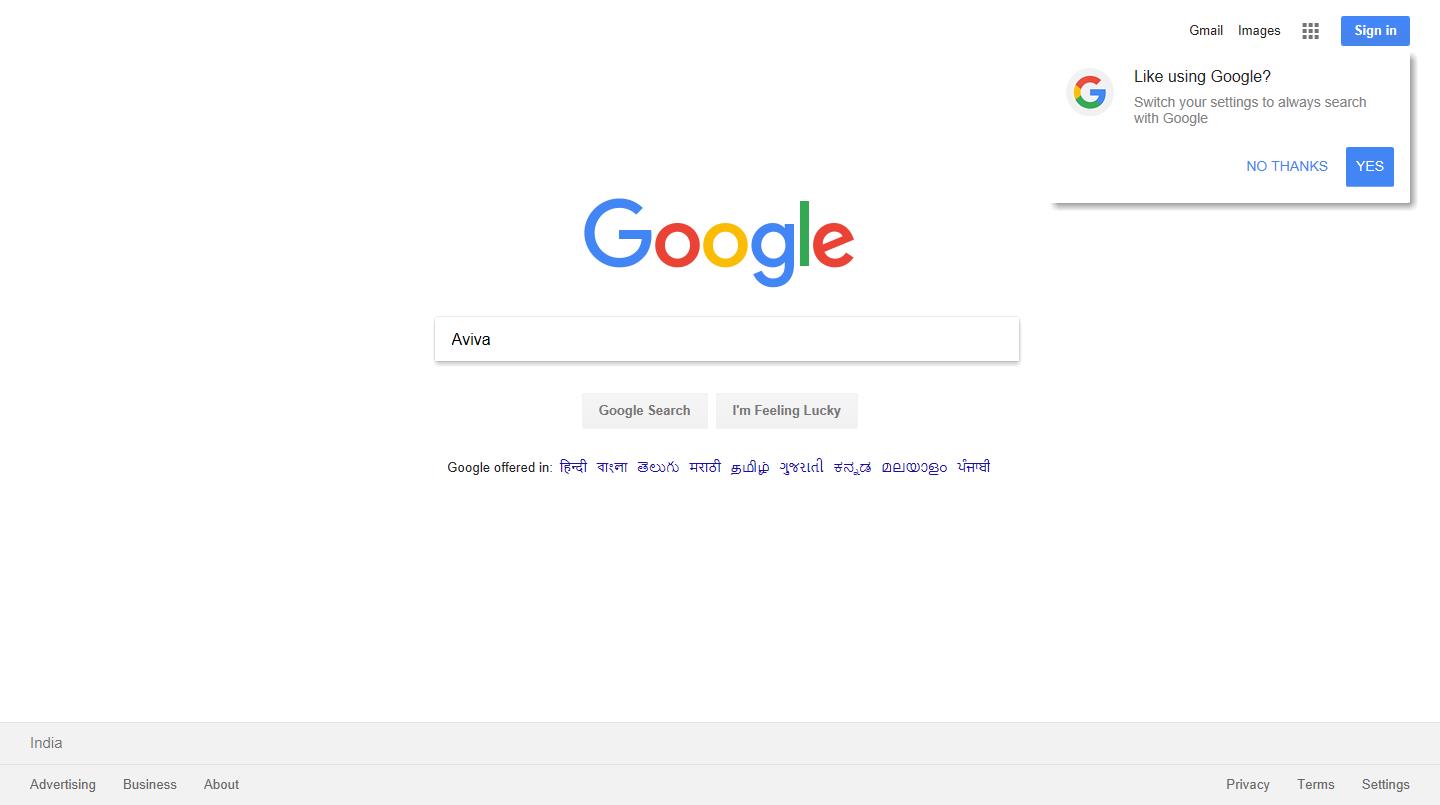 Gmail Images Sign in
Like using Google?
Switch your settings to always search
with Google
NO THANKS YES
Google
Aviva
Google Search I'm Feeling Lucky
Google offered in: हिन्दी বাংলা తెలుగు मराठी தமிழ் ગુજરાતી ಕನ್ನಡ മലയാളം ਪੰਜਾਬੀ
India
Advertising Business About Privacy Terms Settings